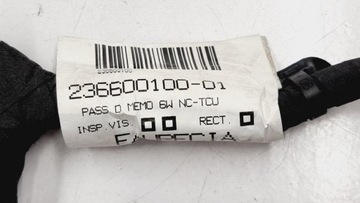 236600100-01
PASS D MEMO 6W NC-TCU
INSP VIS. RECT.
FAURECIA